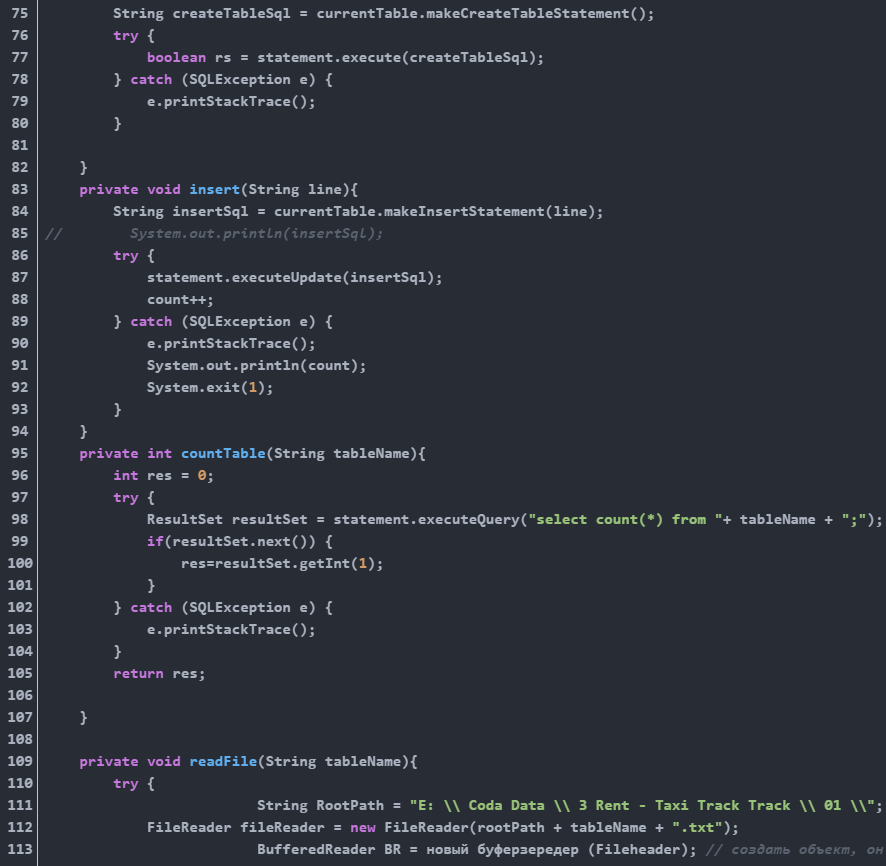 75 String createTableSql = currentTable.makeCreateTableStatement();
76 try {
77 boolean rs = statement.execute(createTableSql);
78 } catch (SQLException e) {
79 e.printStackTrace();
80 }
81
82 }
83 private void insert(String line){
84 String insertSql = currentTable.makeInsertStatement(line);
85 // System.out.println(insertSql);
86 try {
87 statement.executeUpdate(insertSql);
88 count++;
89 } catch (SQLException e) {
90 e.printStackTrace();
91 System.out.println(count);
92 System.exit(1);
93 }
94 }
95 private int countTable(String tableName){
96 int res = 0;
97 try {
98 ResultSet resultSet = statement.executeQuery("select count(*) from "+ tableName + ";");
99 if(resultSet.next()) {
100 res=resultSet.getInt(1);
101 }
102 } catch (SQLException e) {
103 e.printStackTrace();
104 }
105 return res;
106
107 }
108
109 private void readFile(String tableName){
110 try {
111 String RootPath = "E: \\ Coda Data \\ 3 Rent - Taxi Track Track \\ 01 \\";
112 FileReader fileReader = new FileReader(rootPath + tableName + ".txt");
113 BufferedReader BR = новый буферзередер (Fileheader); // создать объект, он